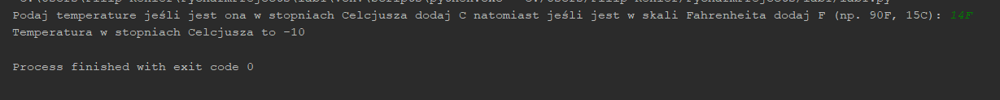 Podaj temperature jeśli jest ona w stopniach Celcjusza dodaj C natomiast jeśli jest w skali Fahrenheita dodaj F (np. 90F, 15C): 14F
Temperatura w stopniach Celcjusza to -10
Process finished with exit code 0